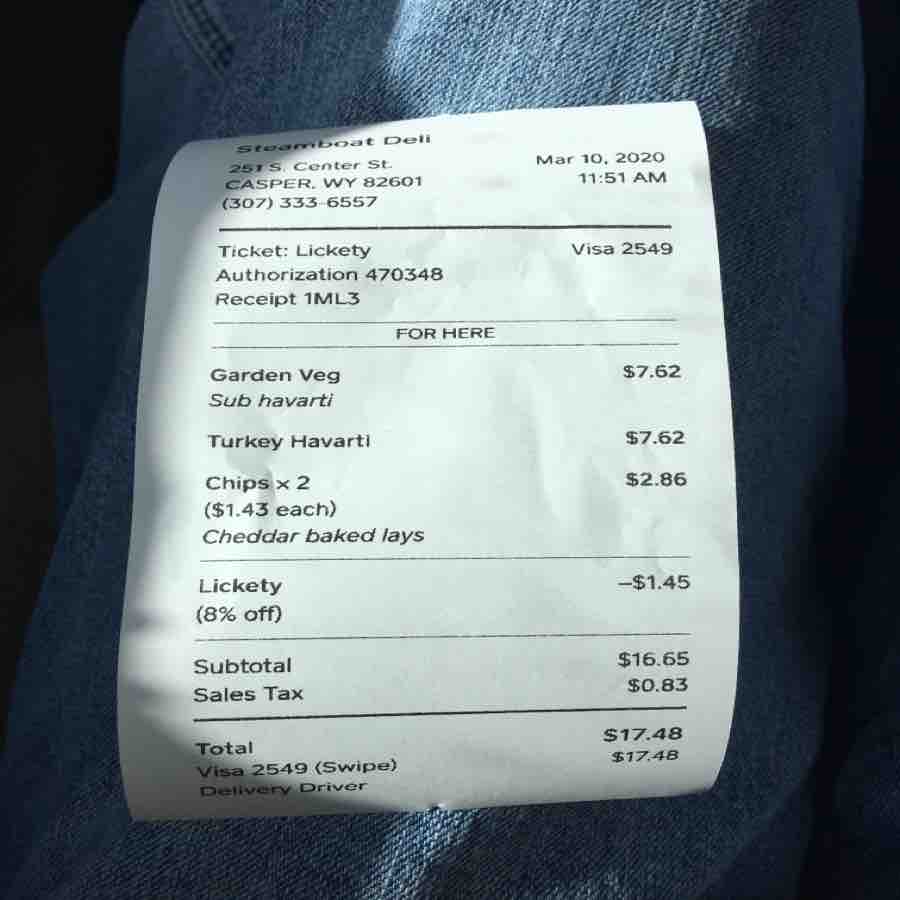 Steamboat Deli
251 S. Center St.
CASPER, WY 82601
(307) 333-6557
Mar 10, 2020
11:51 AM
Ticket: Lickety Visa 2549
Authorization 470348
Receipt 1ML3
FOR HERE
Garden Veg $7.62
Sub havarti
Turkey Havarti $7.62
Chips x 2 $2.86
($1.43 each)
Cheddar baked lays
Lickety –$1.45
(8% off)
Subtotal $16.65
Sales Tax $0.83
Total $17.48
Visa 2549 (Swipe) $17.48
Delivery Driver